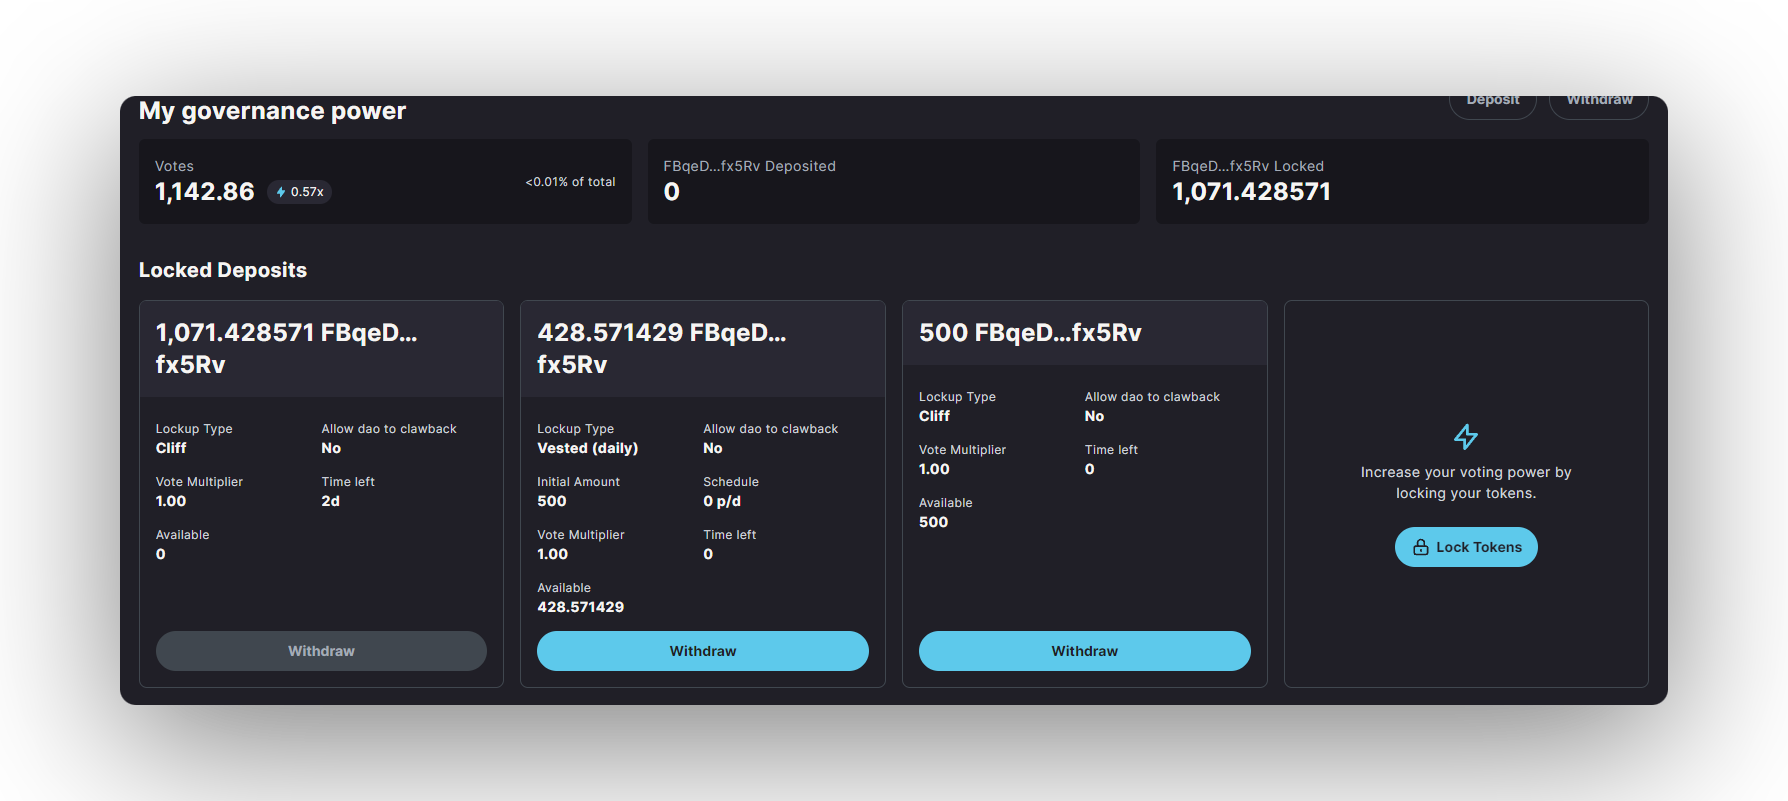 My governance power
Deposit
Withdraw
Votes
1,142.86
0.57x
<0.01% of total
FBqeD...fx5Rv Deposited
0
FBqeD...fx5Rv Locked
1,071.428571
Locked Deposits
1,071.428571 FBqeD...
fx5Rv
Lockup Type
Cliff
Allow dao to clawback
No
Vote Multiplier
1.00
Time left
2d
Available
0
Withdraw
428.571429 FBqeD...
fx5Rv
Lockup Type
Vested (daily)
Allow dao to clawback
No
Initial Amount
500
Schedule
0 p/d
Vote Multiplier
1.00
Time left
0
Available
428.571429
Withdraw
500 FBqeD...fx5Rv
Lockup Type
Cliff
Allow dao to clawback
No
Vote Multiplier
1.00
Time left
0
Available
500
Withdraw
Increase your voting power by
locking your tokens.
Lock Tokens